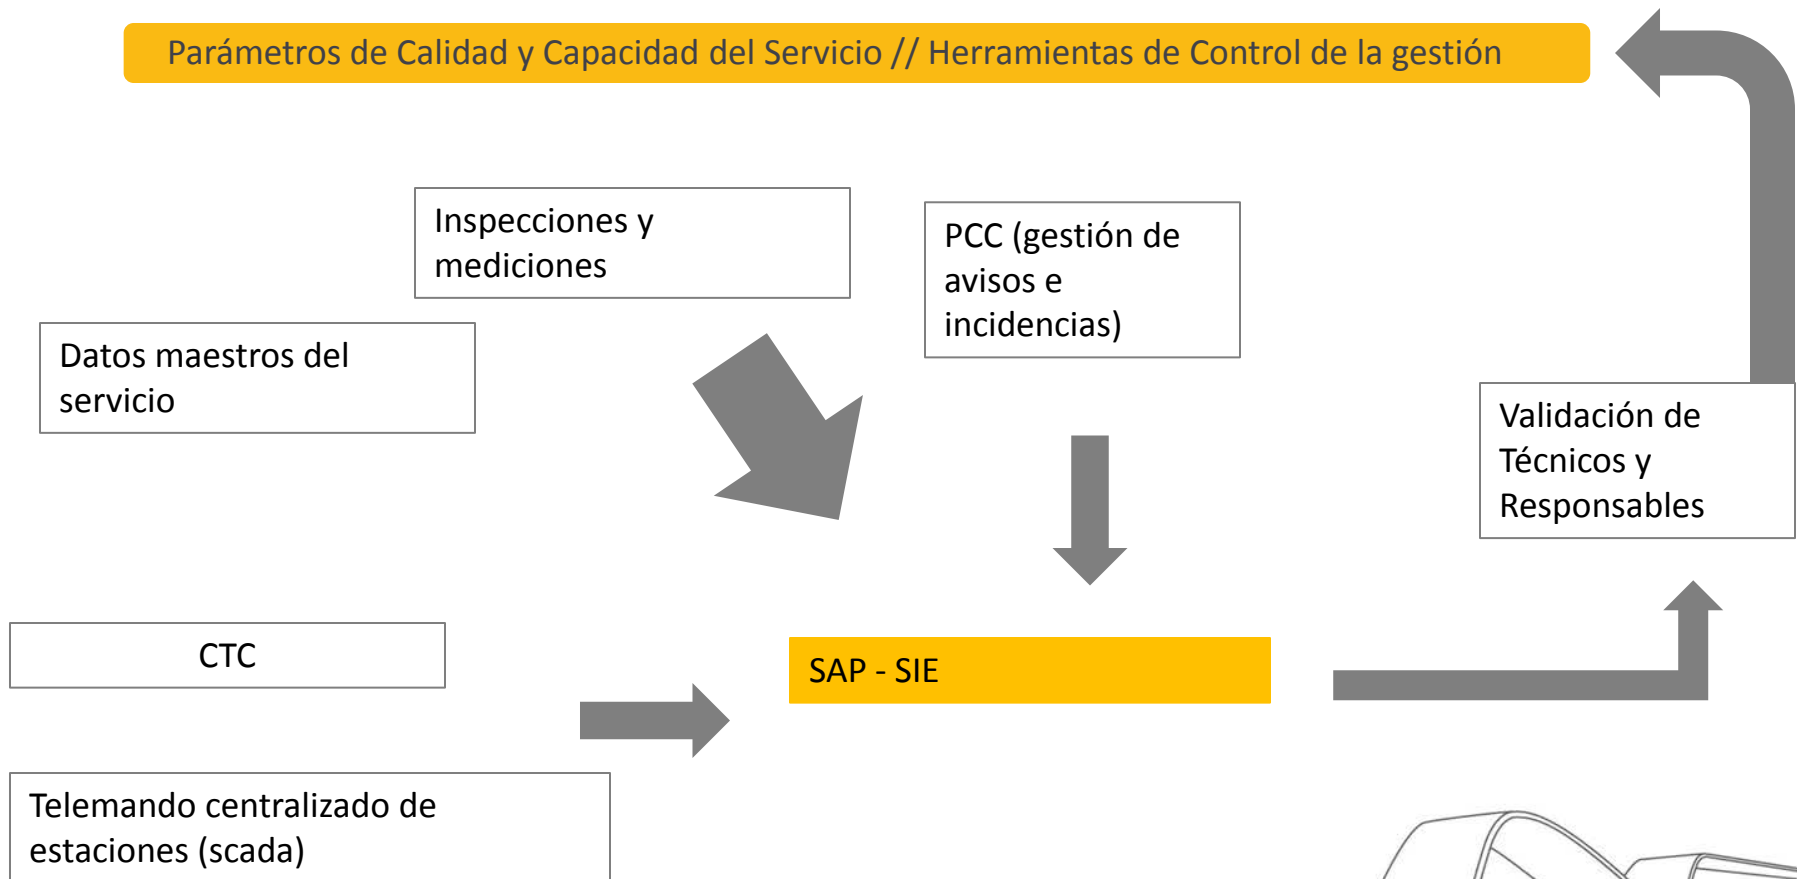 Parámetros de Calidad y Capacidad del Servicio // Herramientas de Control de la gestión
Inspecciones y
mediciones
PCC (gestión de
avisos e
incidencias)
Datos maestros del
servicio
Validación de
Técnicos y
Responsables
CTC
SAP - SIE
Telemando centralizado de
estaciones (scada)